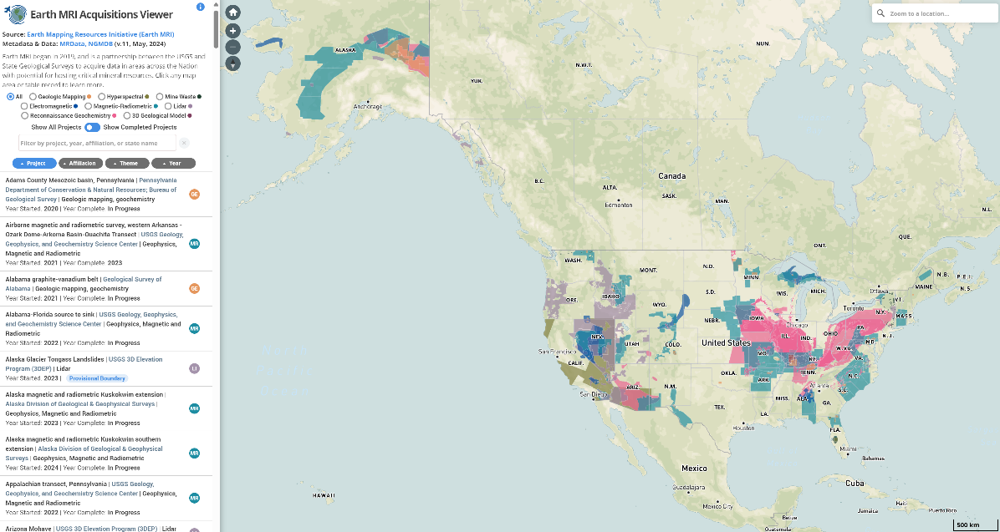 Earth MRI Acquisitions Viewer
Source: Earth Mapping Resources Initiative (Earth MRI)
Metadata & Data: MRData, NGMDB (v.11, May, 2024)
Earth MRI began in 2019, and is a partnership between the USGS and
State Geological Surveys to acquire data in areas across the Nation
with potential for hosting critical mineral resources. Click any map
area or table record to learn more.
All Geologic Mapping Hyperspectral Mine Waste
Electromagnetic Magnetic-Radiometric Lidar
Reconnaissance Geochemistry 3D Geological Model
Show All Projects Show Completed Projects
Filter by project, year, affiliation, or state name
Project Affiliation Theme Year
Adams County Mesozoic basin, Pennsylvania | Pennsylvania
Department of Conservation & Natural Resources; Bureau of
Geological Survey | Geologic mapping, geochemistry
Year Started: 2020 | Year Complete: In Progress
GE
Airborne magnetic and radiometric survey, western Arkansas -
Ozark Dome-Arkoma Basin-Ouachita Transect | USGS Geology,
Geophysics, and Geochemistry Science Center | Geophysics,
Magnetic and Radiometric
Year Started: 2021 | Year Complete: 2023
MR
Alabama graphite-vanadium belt | Geological Survey of
Alabama | Geologic mapping, geochemistry
Year Started: 2021 | Year Complete: In Progress
GE
Alabama-Florida source to sink | USGS Geology, Geophysics,
and Geochemistry Science Center | Geophysics, Magnetic and
Radiometric
Year Started: 2022 | Year Complete: In Progress
MR
Alaska Glacier Tongass Landslides | USGS 3D Elevation
Program (3DEP) | Lidar
Year Started: 2023 | Provisional Boundary
LI
Alaska magnetic and radiometric Kuskokwim extension |
Alaska Division of Geological & Geophysical Surveys |
Geophysics, Magnetic and Radiometric
Year Started: 2023 | Year Complete: In Progress
MR
Alaska magnetic and radiometric Kuskokwim southern
extension | Alaska Division of Geological & Geophysical
Surveys | Geophysics, Magnetic and Radiometric
Year Started: 2024 | Year Complete: In Progress
MR
Appalachian transect, Pennsylvania | USGS Geology,
Geophysics, and Geochemistry Science Center | Geophysics,
Magnetic and Radiometric
Year Started: 2022 | Year Complete: In Progress
MR
Arizona Mohave | USGS 3D Elevation Program (3DEP) | Lidar
Zoom to a location...
NUN.
ALASKA
N.W.T.
YUK.
Anchorage
Canada
B.C.
ALTA.
SASK.
MAN.
Edmonton
N.L.
QUE.
ONT.
WASH.
N.D.
MONT.
MINN.
N.B.
P.E.I.
MAINE
N.S.
Ottawa
ORE.
IDAHO
WYO.
S.D.
WIS.
MICH.
VT.
Toronto
N.Y.
MASS.
IOWA
Chicago
NEBR.
NEV.
UTAH
COLO.
United States
ILL.
IND.
OHIO
PA.
N.J.
MD.
W.VA.
VA.
San Francisco
CALIF.
MO.
KY.
TENN.
N.C.
OKLA.
ARK.
S.C.
San Diego
ARIZ.
N.M.
Atlanta
MISS.
ALA.
GA.
TEX.
LA.
Houston
FLA.
Miami
Bahamas
Mexico
Cuba
HAWAII
Guadalajara
Mexico City
Haiti
Jamaica
Puerto Rico
Belize
Guatemala
500 km